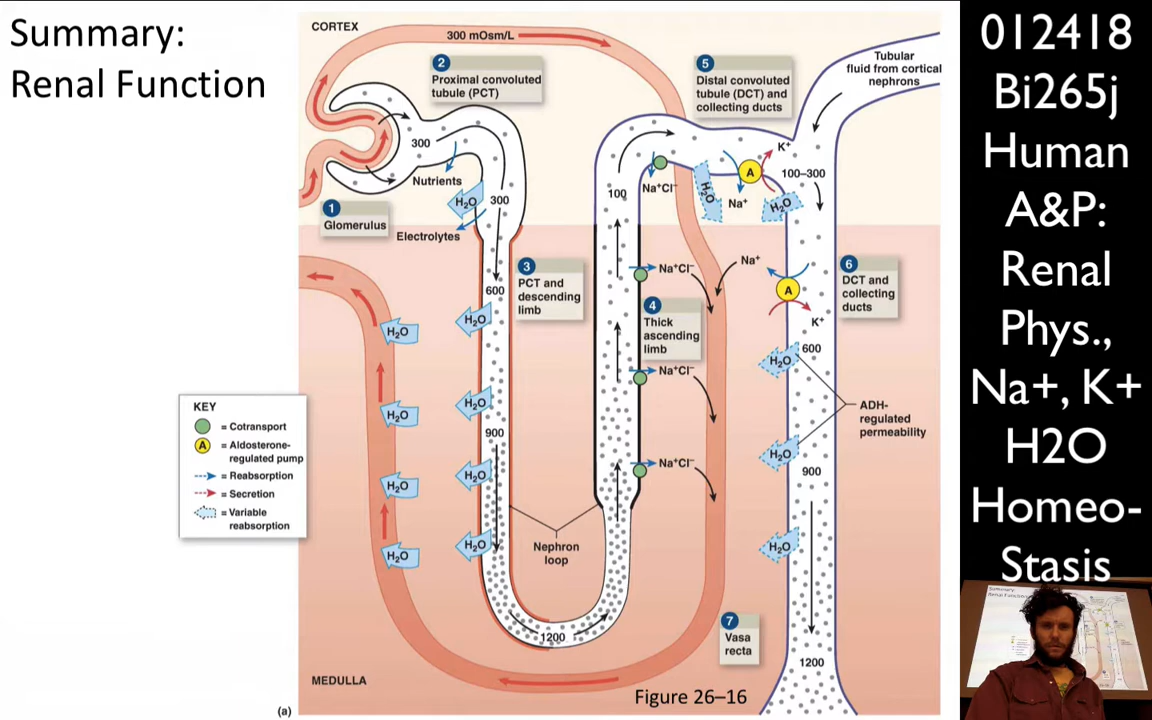 Summary:
Renal Function
CORTEX
300 mOsm/L
2
Proximal convoluted
tubule (PCT)
5
Distal convoluted
tubule (DCT) and
collecting ducts
Tubular
fluid from cortical
nephrons
300
Nutrients
H₂O
300
Electrolytes
1
Glomerulus
100
Na⁺Cl⁻
H₂O
Na⁺
A
K⁺
H₂O
100–300
3
PCT and
descending
limb
600
Na⁺Cl⁻
Na⁺
A
K⁺
6
DCT and
collecting
ducts
4
Thick
ascending
limb
H₂O
H₂O
600
H₂O
Na⁺Cl⁻
ADH-
regulated
permeability
H₂O
H₂O
900
H₂O
900
Na⁺Cl⁻
H₂O
H₂O
H₂O
H₂O
H₂O
Nephron
loop
1200
7
Vasa
recta
1200
MEDULLA
Figure 26–16
(a)
KEY
= Cotransport
A
= Aldosterone-
regulated pump
= Reabsorption
= Secretion
= Variable
reabsorption
012418
Bi265j
Human
A&P:
Renal
Phys.,
Na+, K+
H2O
Homeo-
Stasis
Summary
Renal Function